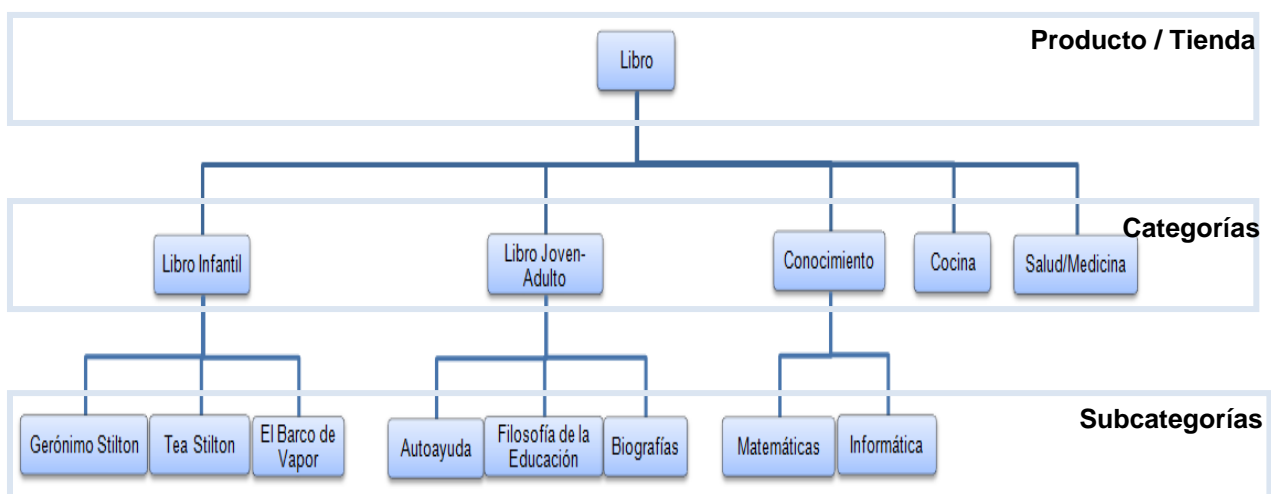 Producto / Tienda
Libro
Categorías
Libro Infantil
Libro Joven-
Adulto
Conocimiento
Cocina
Salud/Medicina
Subcategorías
Gerónimo Stilton
Tea Stilton
El Barco de
Vapor
Autoayuda
Filosofía de la
Educación
Biografías
Matemáticas
Informática